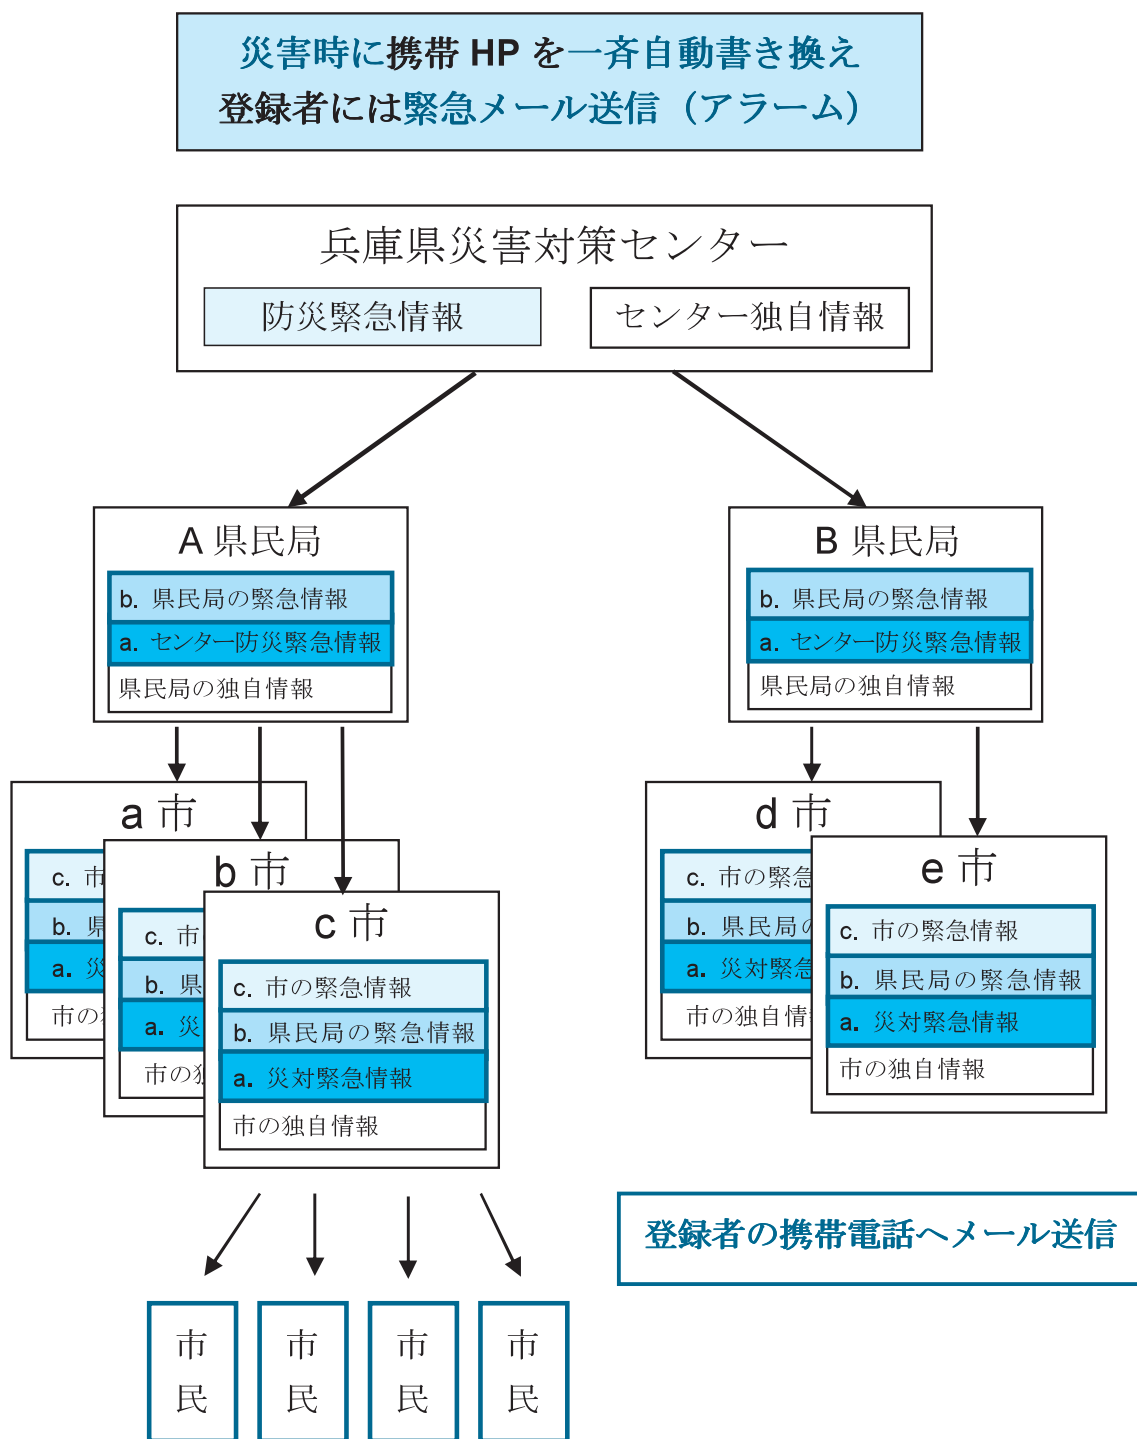 災害時に携帯 HP を一斉自動書き換え
登録者には緊急メール送信（アラーム）
兵庫県災害対策センター
防災緊急情報
センター独自情報
A 県民局
b. 県民局の緊急情報
a. センター防災緊急情報
県民局の独自情報
B 県民局
b. 県民局の緊急情報
a. センター防災緊急情報
県民局の独自情報
a 市
c. 市
b. 県
a. 災
市の
b 市
c. 市
b. 県
a. 災
市の独
c 市
c. 市の緊急情報
b. 県民局の緊急情報
a. 災対緊急情報
市の独自情報
d 市
c. 市の緊急
b. 県民局の
a. 災対緊急
市の独自情
e 市
c. 市の緊急情報
b. 県民局の緊急情報
a. 災対緊急情報
市の独自情報
登録者の携帯電話へメール送信
市民
市民
市民
市民